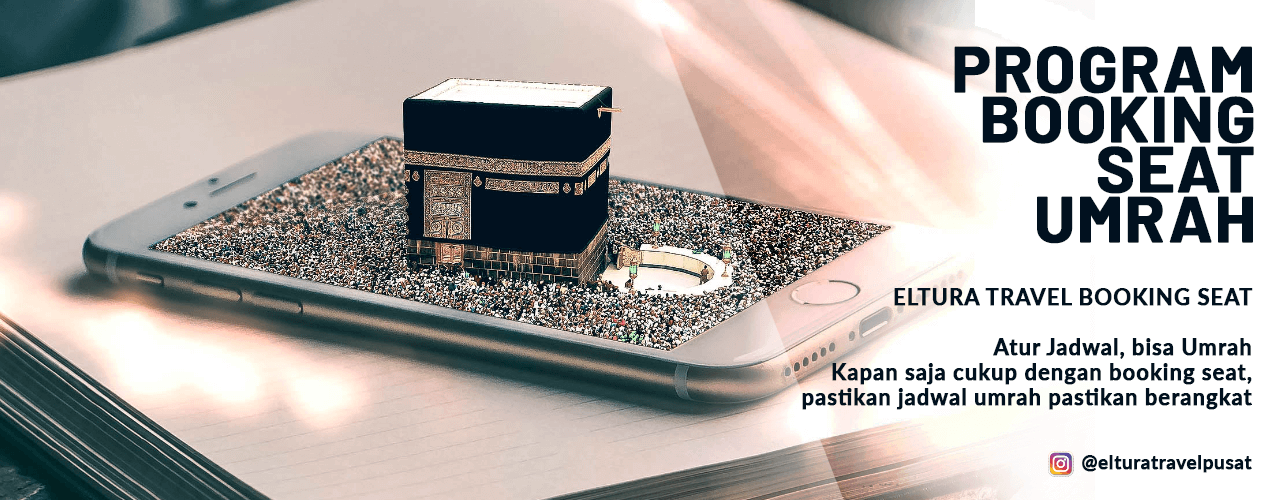 PROGRAM
BOOKING
SEAT
UMRAH
ELTURA TRAVEL BOOKING SEAT
Atur Jadwal, bisa Umrah
Kapan saja cukup dengan booking seat,
pastikan jadwal umrah pastikan berangkat
@elturatravelpusat